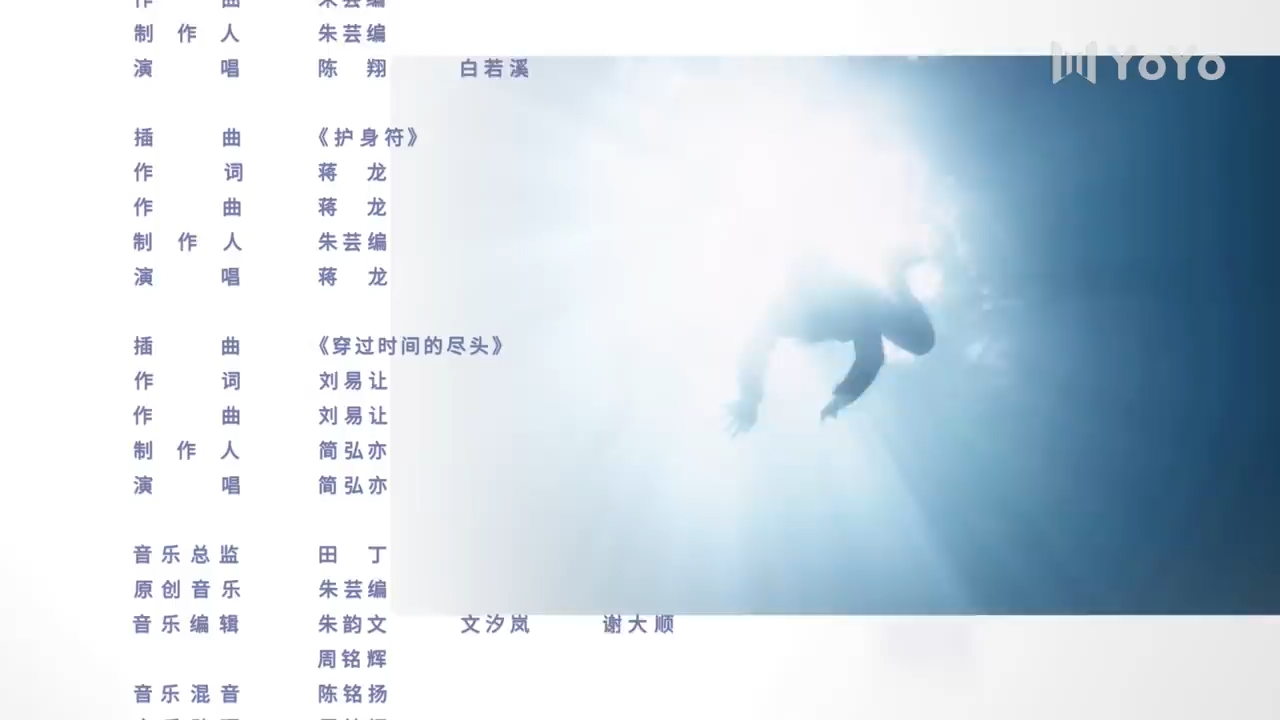 作 曲 朱芸编
制 作 人 朱芸编
演 唱 陈 翔 白若溪
YOYO
插 曲 《护身符》
作 词 蒋 龙
作 曲 蒋 龙
制 作 人 朱芸编
演 唱 蒋 龙
插 曲 《穿过时间的尽头》
作 词 刘易让
作 曲 刘易让
制 作 人 简弘亦
演 唱 简弘亦
音乐总监 田 丁
原创音乐 朱芸编
音乐编辑 朱韵文 文汐岚 谢大顺
周铭辉
音乐混音 陈铭扬